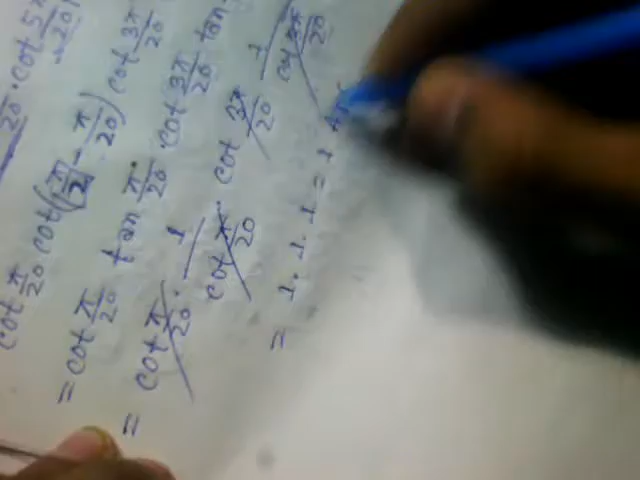 π/20 · cot 5π/20
cot π/20 cot(π/2 - π/20) cot 3π/20
= cot π/20 tan π/20 · cot 3π/20 tan
= cot π/20 · 1/cot π/20 cot 3π/20 1/cot 3π/20
= 1 . 1 . 1 = 1